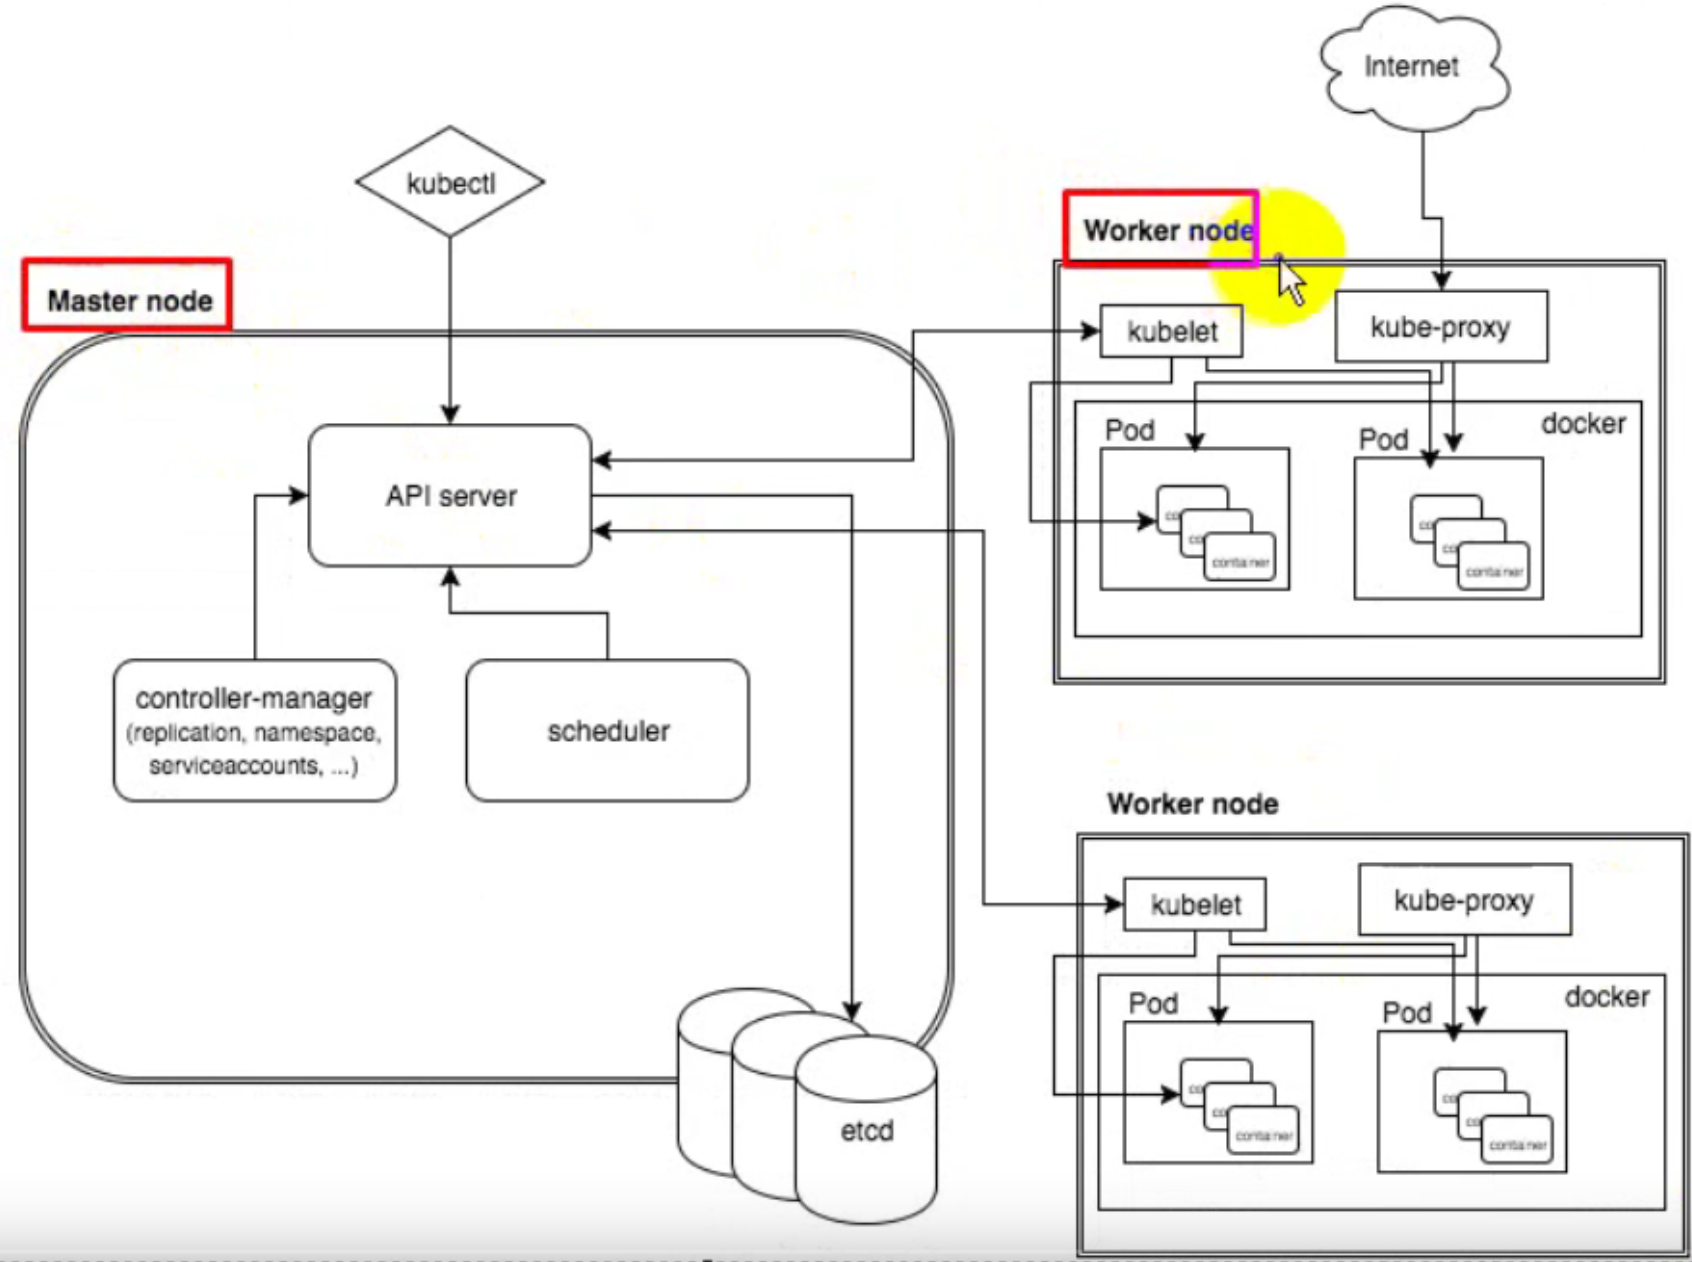 Internet
kubectl
Worker node
Master node
kubelet
kube-proxy
docker
Pod
Pod
API server
container
container
controller-manager
(replication, namespace,
serviceaccounts, ...)
scheduler
Worker node
kubelet
kube-proxy
docker
Pod
Pod
container
container
etcd